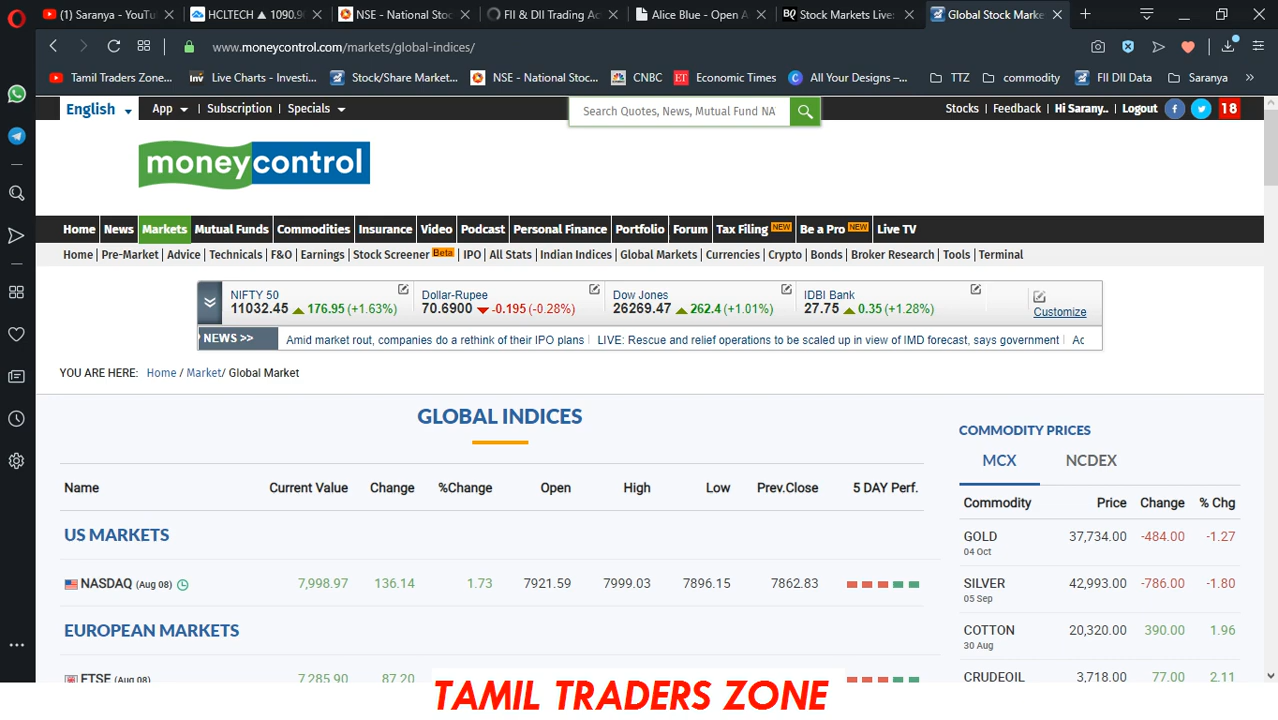 (1) Saranya - YouTu
HCLTECH ▲ 1090.9
NSE - National Stoc
FII & DII Trading Ac
Alice Blue - Open A
BQ Stock Markets Live:
Global Stock Marke
www.moneycontrol.com/markets/global-indices/
Tamil Traders Zone...
Inv Live Charts - Investi...
Stock/Share Market...
NSE - National Stoc...
CNBC
ET Economic Times
C All Your Designs –...
TTZ
commodity
FII DII Data
Saranya
»
English
App
Subscription
Specials
Search Quotes, News, Mutual Fund NA
Stocks | Feedback | Hi Sarany.. | Logout
18
moneycontrol
Home News Markets Mutual Funds Commodities Insurance Video Podcast Personal Finance Portfolio Forum Tax Filing NEW Be a Pro NEW Live TV
Home | Pre-Market | Advice | Technicals | F&O | Earnings | Stock Screener Beta | IPO | All Stats | Indian Indices | Global Markets | Currencies | Crypto | Bonds | Broker Research | Tools | Terminal
NIFTY 50 Dollar-Rupee Dow Jones IDBI Bank
11032.45 ▲ 176.95 (+1.63%) 70.6900 ▼ -0.195 (-0.28%) 26269.47 ▲ 262.4 (+1.01%) 27.75 ▲ 0.35 (+1.28%)
Customize
NEWS >> Amid market rout, companies do a rethink of their IPO plans | LIVE: Rescue and relief operations to be scaled up in view of IMD forecast, says government | Ac
YOU ARE HERE: Home / Market/ Global Market
GLOBAL INDICES
Name Current Value Change %Change Open High Low Prev.Close 5 DAY Perf.
US MARKETS
NASDAQ (Aug 08) 7,998.97 136.14 1.73 7921.59 7999.03 7896.15 7862.83
EUROPEAN MARKETS
FTSE (Aug 08) 7,285.90 87.20
COMMODITY PRICES
MCX NCDEX
Commodity Price Change % Chg
GOLD 37,734.00 -484.00 -1.27
04 Oct
SILVER 42,993.00 -786.00 -1.80
05 Sep
COTTON 20,320.00 390.00 1.96
30 Aug
CRUDEOIL 3,718.00 77.00 2.11
TAMIL TRADERS ZONE